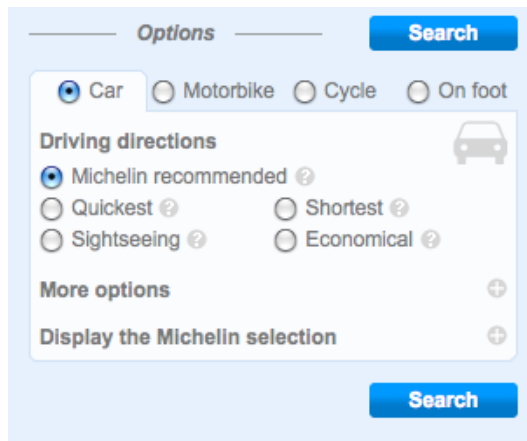 Options Search
Car Motorbike Cycle On foot
Driving directions
Michelin recommended ?
Quickest ? Shortest ?
Sightseeing ? Economical ?
More options
Display the Michelin selection
Search